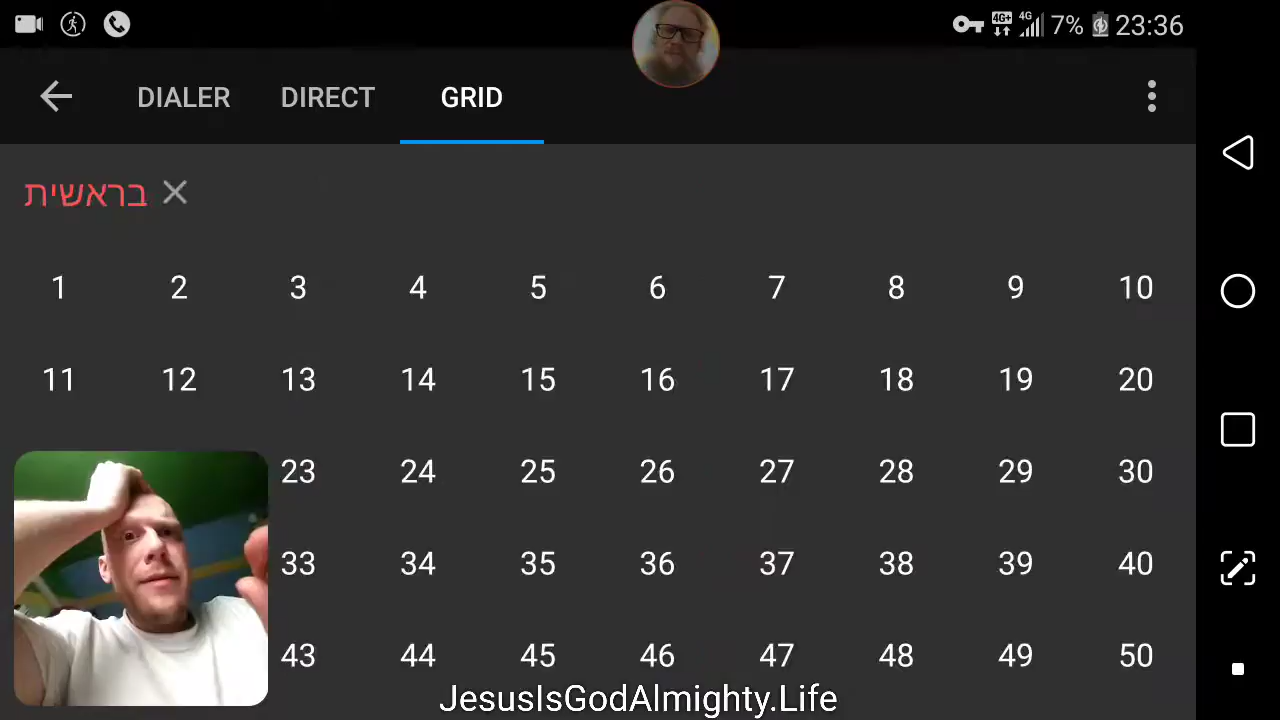 7% 23:36
DIALER DIRECT GRID
בראשית
1 2 3 4 5 6 7 8 9 10
11 12 13 14 15 16 17 18 19 20
23 24 25 26 27 28 29 30
33 34 35 36 37 38 39 40
43 44 45 46 47 48 49 50
JesusIsGodAlmighty.Life